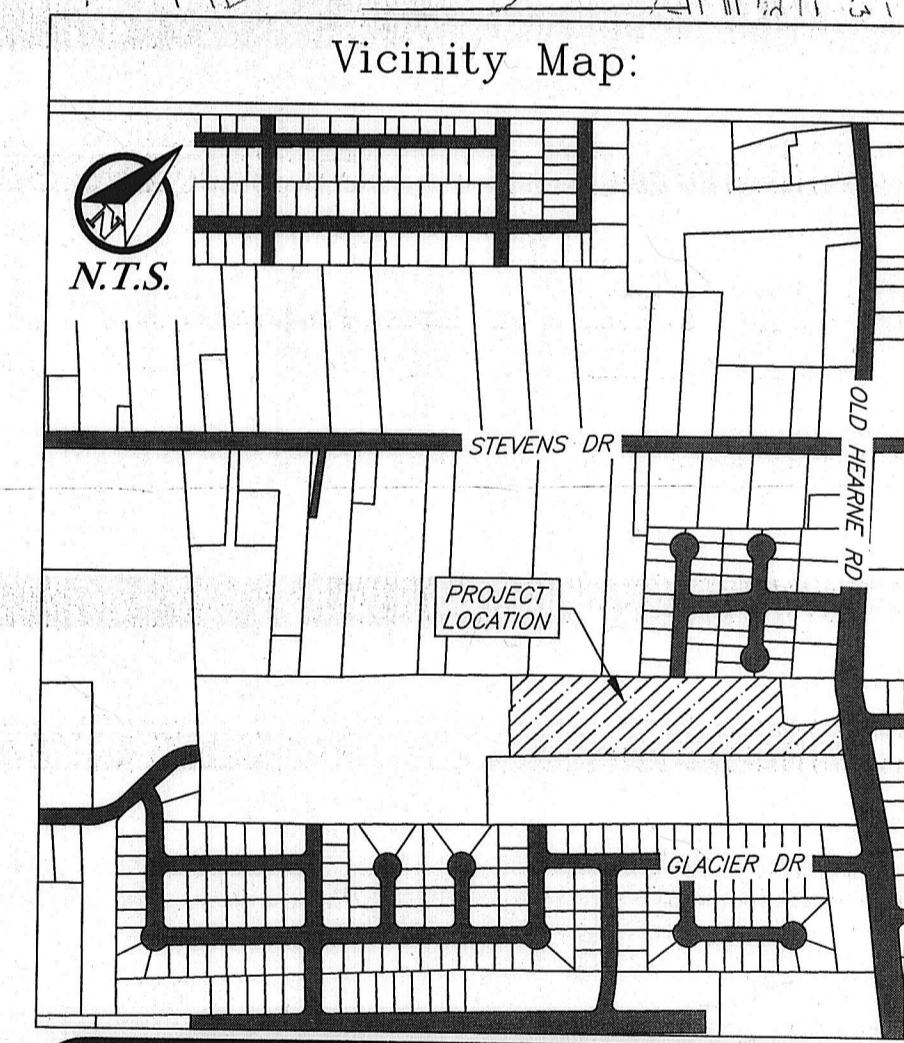 Vicinity Map:
N
N.T.S.
STEVENS DR
OLD HEARNE RD
PROJECT
LOCATION
GLACIER DR